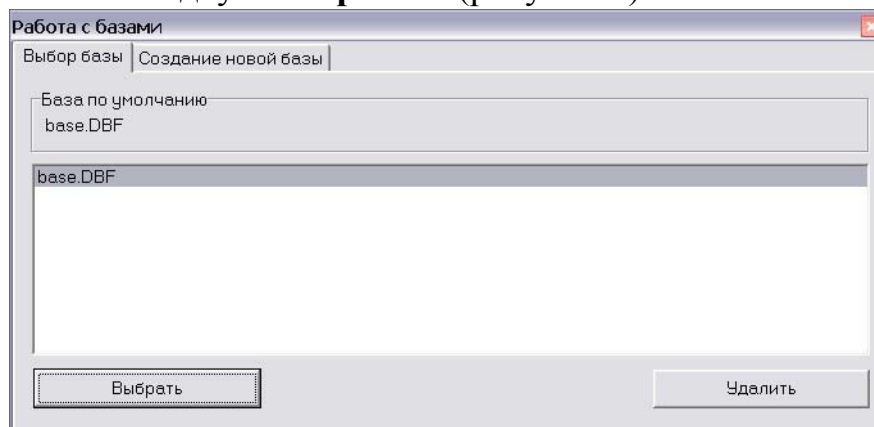 Работа с базами
Выбор базы Создание новой базы
База по умолчанию
base.DBF
base.DBF
Выбрать Удалить